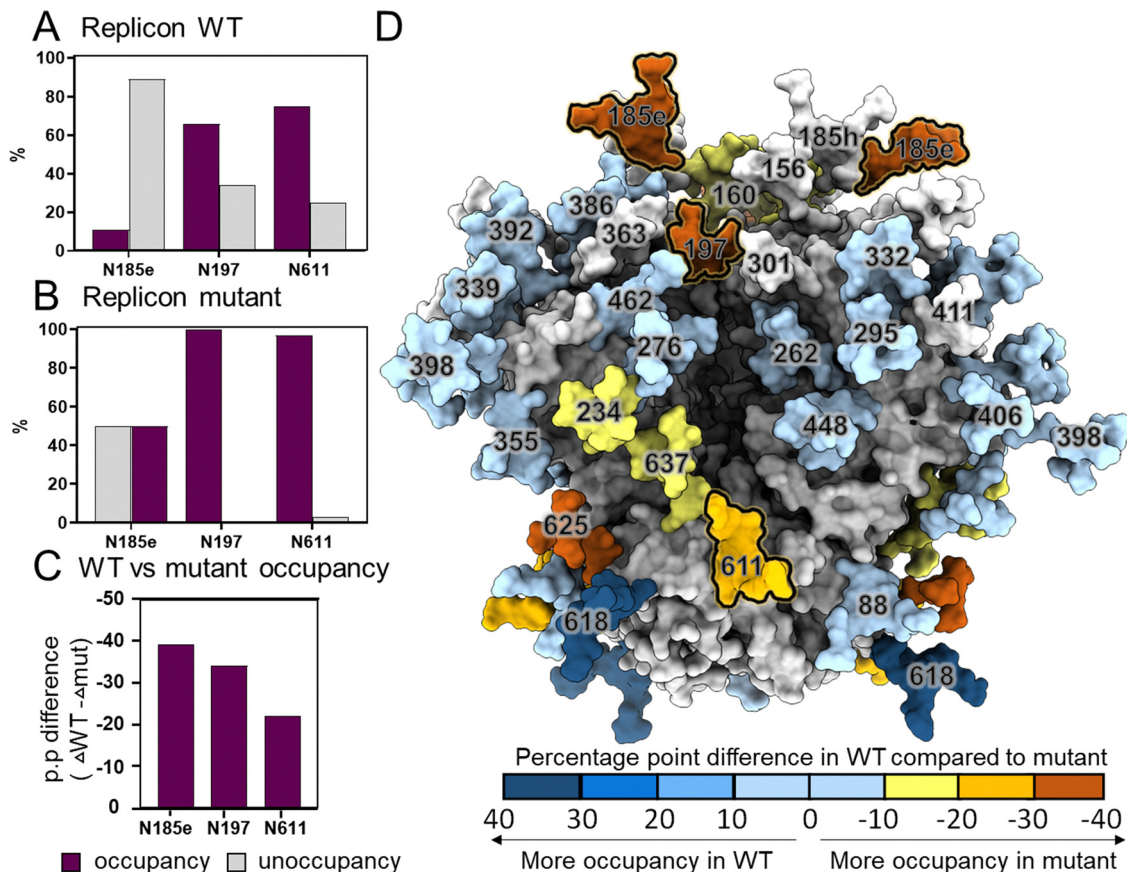 A Replicon WT
100
80
60
40
20
0
%
N185e N197 N611
B Replicon mutant
100
80
60
40
20
0
%
N185e N197 N611
C WT vs mutant occupancy
-50
-40
-30
-20
-10
0
p.p difference
( △WT -△mut)
N185e N197 N611
occupancy unoccupancy
D
185e
185h
185e
156
160
386
392
363
197
301
332
339
462
411
276
262
295
398
234
448
406
398
355
637
625
611
88
618
618
Percentage point difference in WT compared to mutant
40 30 20 10 0 -10 -20 -30 -40
More occupancy in WT More occupancy in mutant